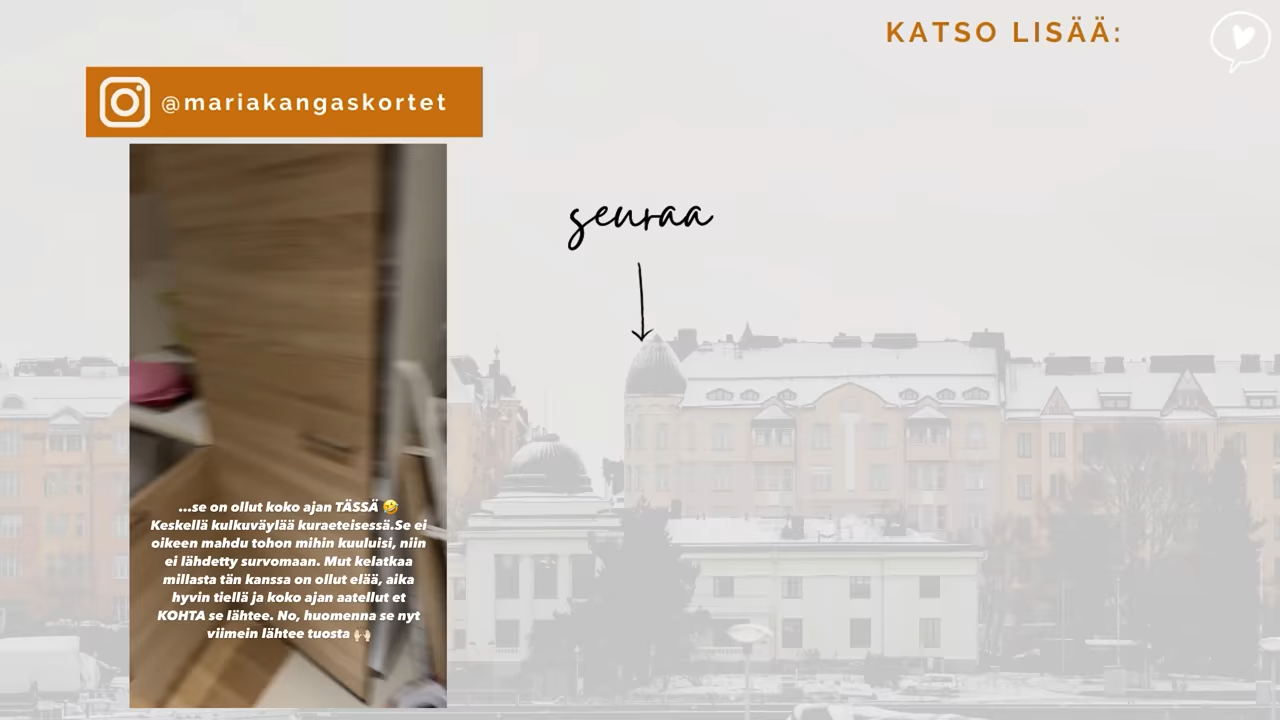 KATSO LISÄÄ:
@mariakangaskortet
seuraa
...se on ollut koko ajan TÄSSÄ 🤣
Keskellä kulkuväylää kuraeteisessä.Se ei
oikeen mahdu tohon mihin kuuluisi, niin
ei lähdetty survomaan. Mut kelatkaa
millasta tän kanssa on ollut elää, aika
hyvin tiellä ja koko ajan aatellut et
KOHTA se lähtee. No, huomenna se nyt
viimein lähtee tuosta 🙌🏻